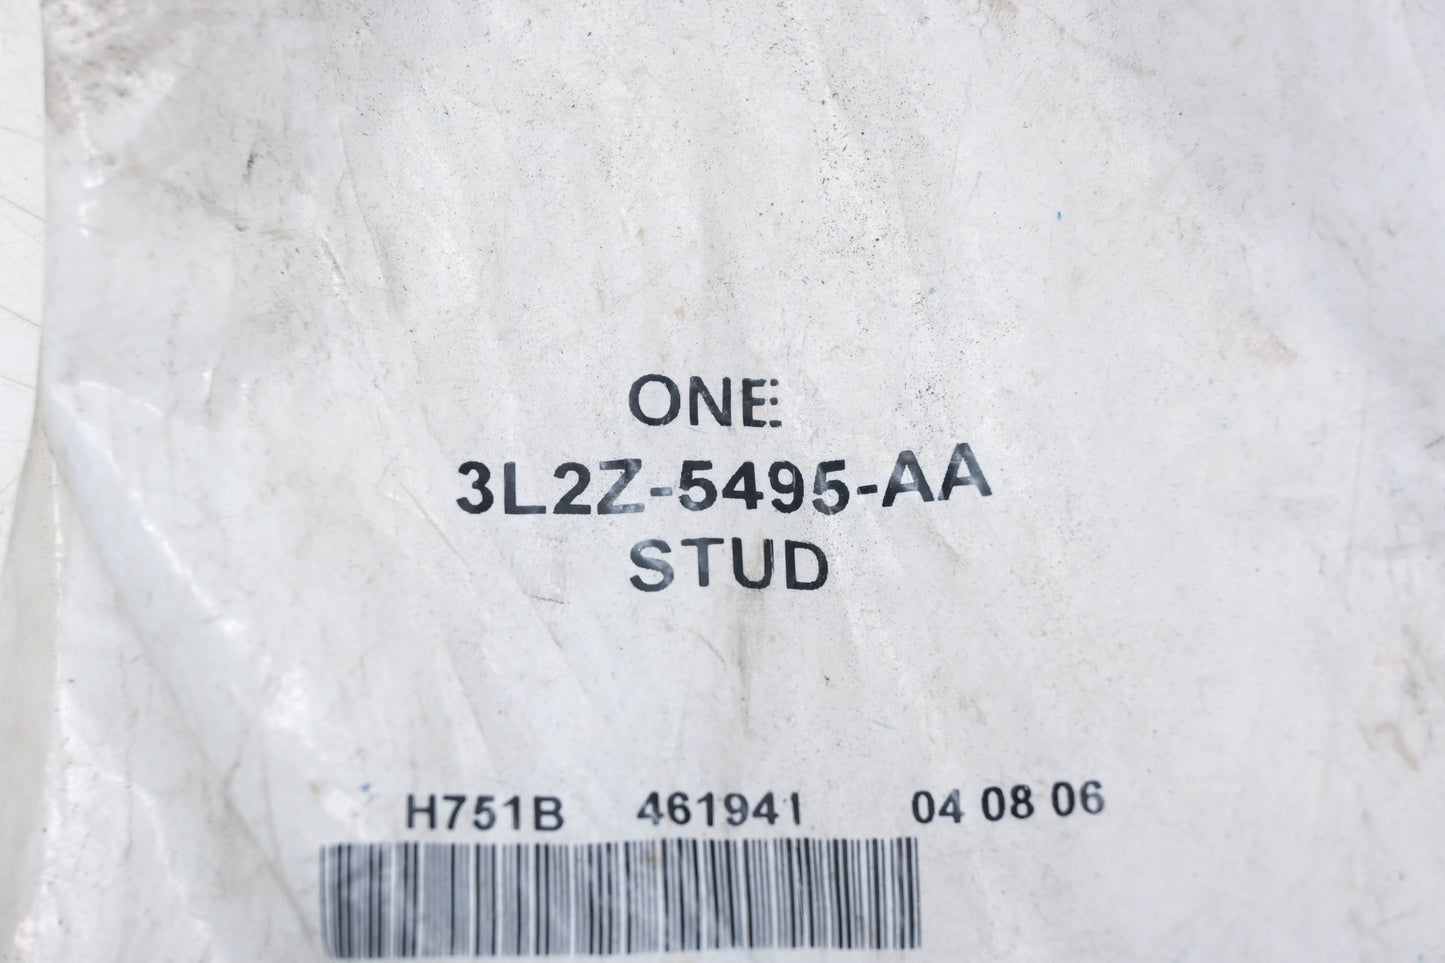 ONE
3L2Z-5495-AA
STUD
H751B 461941 04 08 06